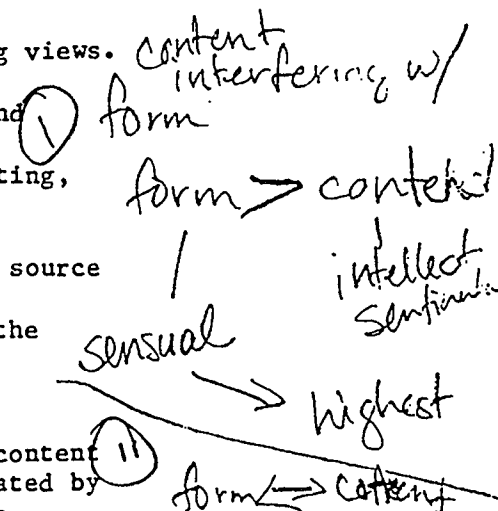 g views. content
interfering w/
nd 1 form
ting,
form > content
source
intellect
the
sensual
highest
content 11
ated by
form ↔ content